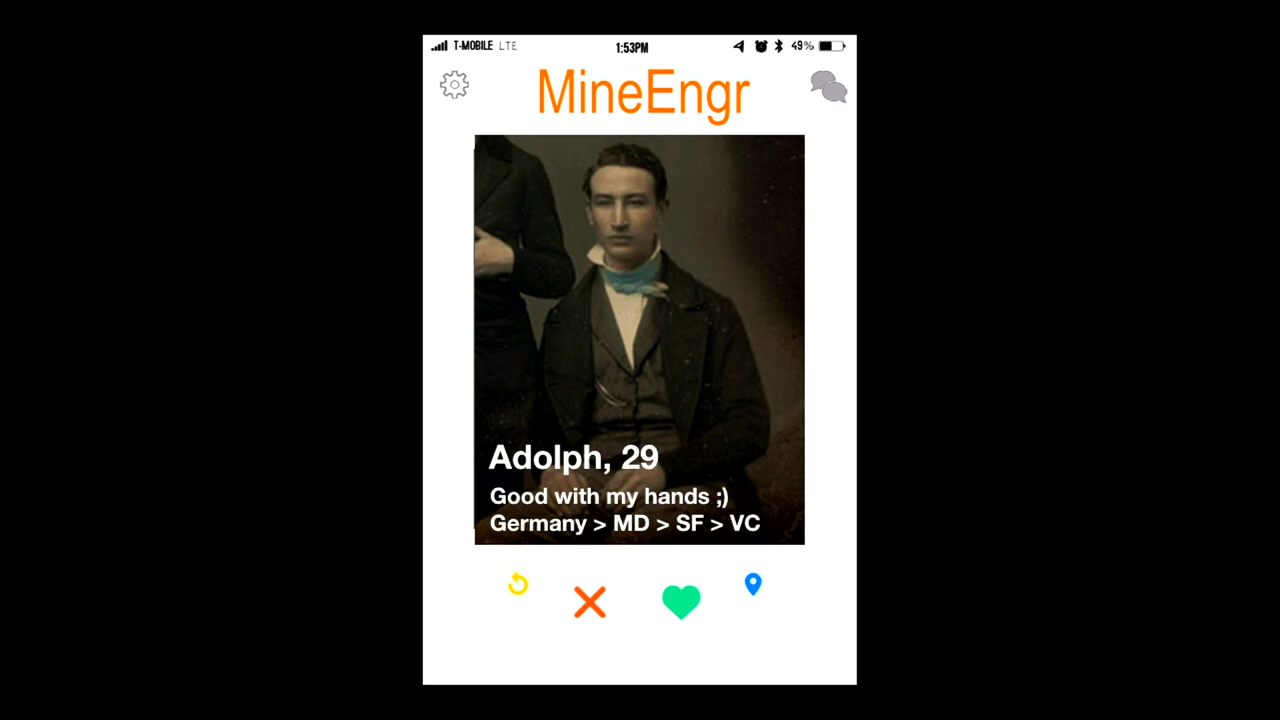 T-MOBILE LTE 1:53PM 49%
MineEngr
Adolph, 29
Good with my hands ;)
Germany > MD > SF > VC